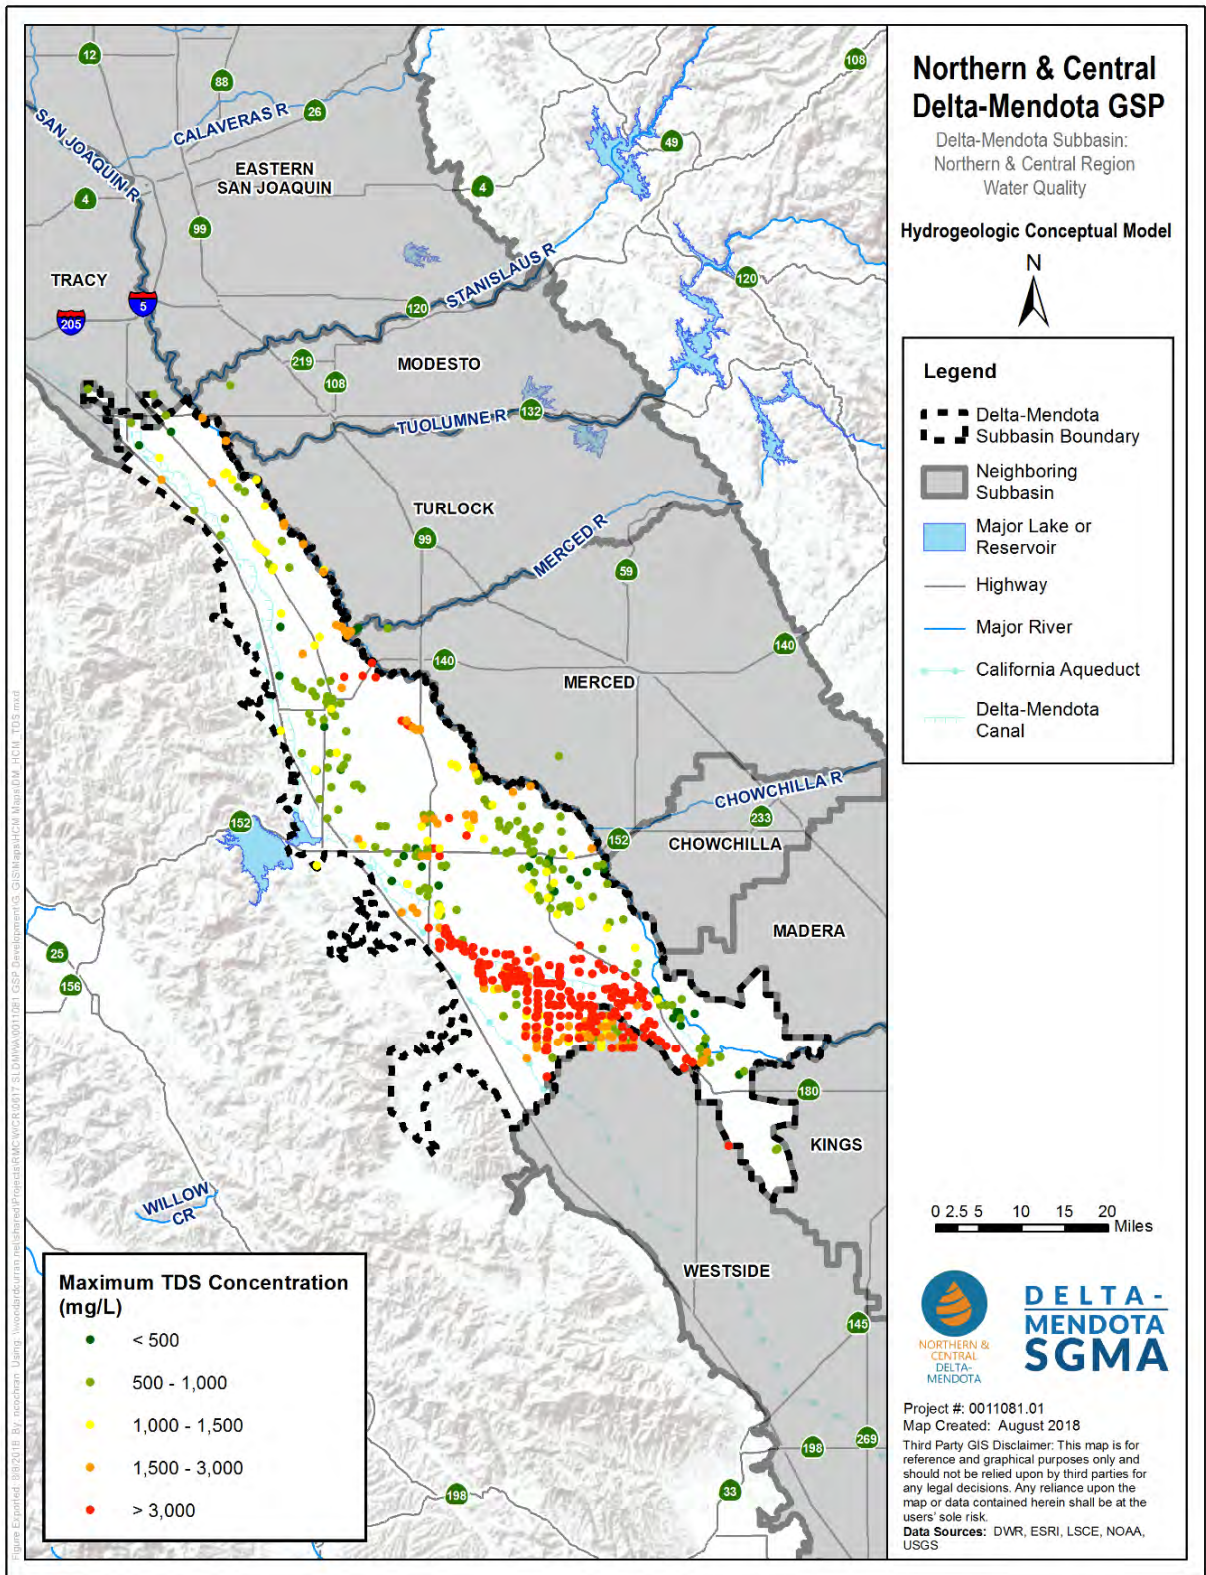 Northern & Central
Delta-Mendota GSP
Delta-Mendota Subbasin:
Northern & Central Region
Water Quality
Hydrogeologic Conceptual Model
N
Legend
Delta-Mendota
Subbasin Boundary
Neighboring
Subbasin
Major Lake or
Reservoir
Highway
Major River
California Aqueduct
Delta-Mendota
Canal
12
88
26
108
49
SAN JOAQUIN R
CALAVERAS R
EASTERN
SAN JOAQUIN
4
4
99
TRACY
5
205
STANISLAUS R
120
120
219
108
MODESTO
TUOLUMNE R
132
TURLOCK
99
MERCED R
59
140
140
MERCED
CHOWCHILLA R
233
152
152
CHOWCHILLA
MADERA
25
156
180
KINGS
WILLOW
CR
WESTSIDE
145
269
198
33
198
Maximum TDS Concentration
(mg/L)
< 500
500 - 1,000
1,000 - 1,500
1,500 - 3,000
> 3,000
0 2.5 5 10 15 20
Miles
NORTHERN &
CENTRAL
DELTA-
MENDOTA
DELTA-
MENDOTA
SGMA
Project #: 0011081.01
Map Created: August 2018
Third Party GIS Disclaimer: This map is for
reference and graphical purposes only and
should not be relied upon by third parties for
any legal decisions. Any reliance upon the
map or data contained herein shall be at the
users' sole risk.
Data Sources: DWR, ESRI, LSCE, NOAA,
USGS